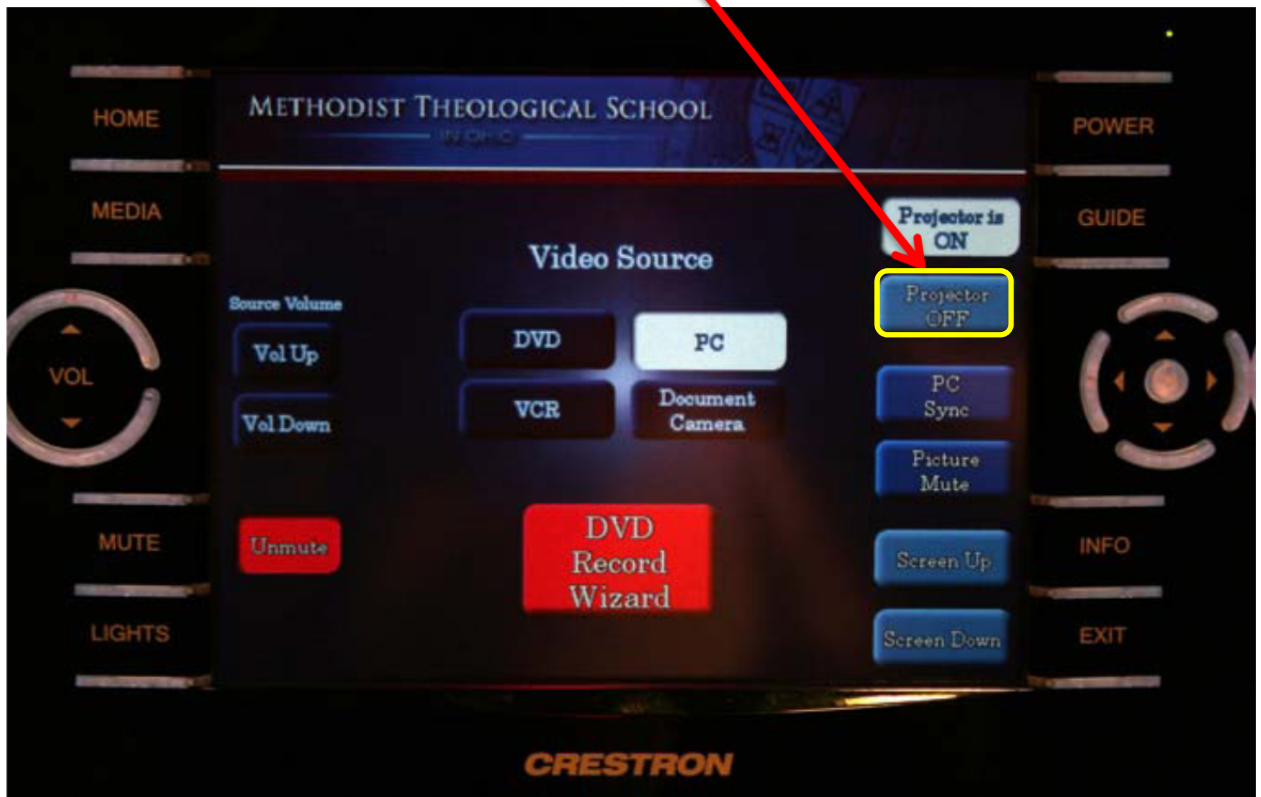 HOME
METHODIST THEOLOGICAL SCHOOL
IN OHIO
POWER
MEDIA
GUIDE
Projector is
ON
Video Source
Projector
OFF
Source Volume
Vol Up
Vol Down
VOL
DVD
PC
VCR
Document
Camera
PC
Sync
Picture
Mute
MUTE
Unmute
DVD
Record
Wizard
Screen Up
INFO
LIGHTS
Screen Down
EXIT
CRESTRON